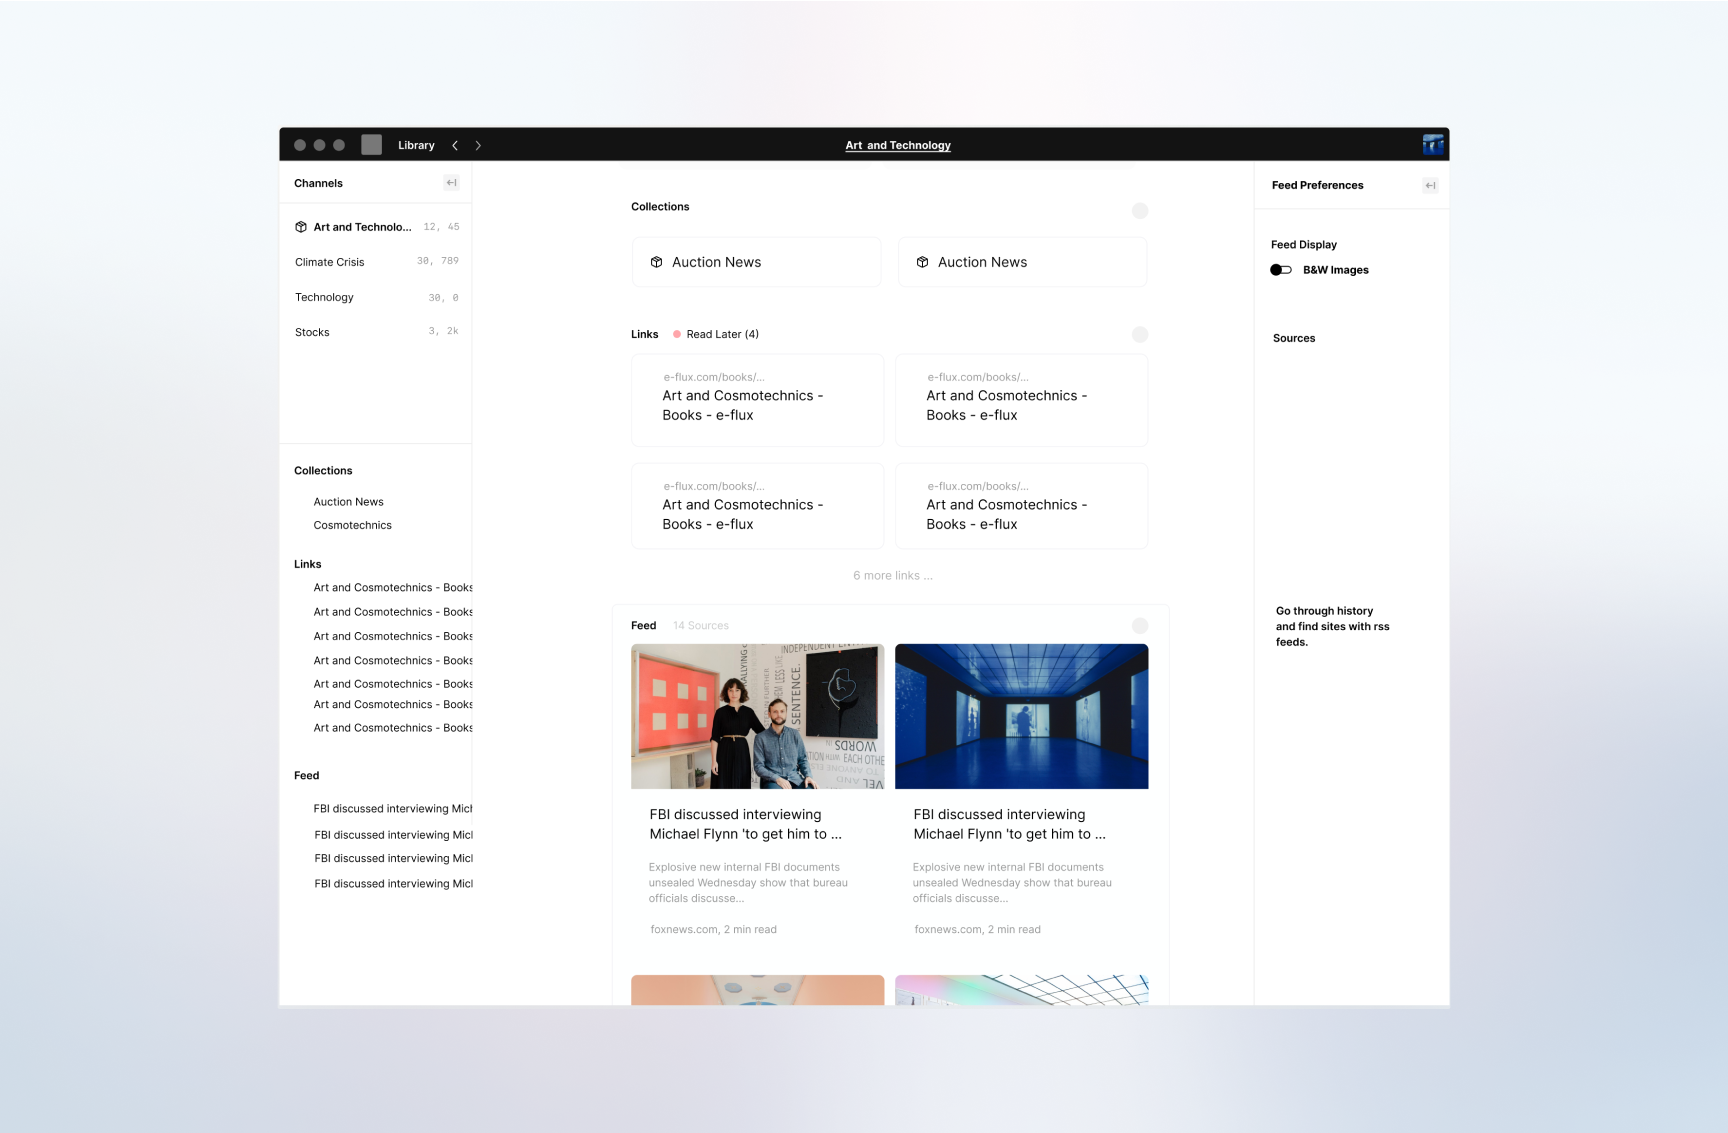 Library
Art and Technology
Channels
Art and Technolo... 12, 45
Climate Crisis 30, 789
Technology 30, 0
Stocks 3, 2k
Collections
Auction News
Cosmotechnics
Links
Art and Cosmotechnics - Books
Art and Cosmotechnics - Books
Art and Cosmotechnics - Books
Art and Cosmotechnics - Books
Art and Cosmotechnics - Books
Art and Cosmotechnics - Books
Art and Cosmotechnics - Books
Feed
FBI discussed interviewing Mich
FBI discussed interviewing Mic
FBI discussed interviewing Mic
FBI discussed interviewing Mic
Collections
Auction News
Auction News
Links Read Later (4)
e-flux.com/books/...
Art and Cosmotechnics -
Books - e-flux
e-flux.com/books/...
Art and Cosmotechnics -
Books - e-flux
e-flux.com/books/...
Art and Cosmotechnics -
Books - e-flux
e-flux.com/books/...
Art and Cosmotechnics -
Books - e-flux
6 more links ...
Feed 14 Sources
INDEPENDENT
SENTENCE.
WORDS
WITH EACH OTHE
FBI discussed interviewing
Michael Flynn 'to get him to ...
Explosive new internal FBI documents
unsealed Wednesday show that bureau
officials discusse...
foxnews.com, 2 min read
FBI discussed interviewing
Michael Flynn 'to get him to ...
Explosive new internal FBI documents
unsealed Wednesday show that bureau
officials discusse...
foxnews.com, 2 min read
Feed Preferences
Feed Display
B&W Images
Sources
Go through history
and find sites with rss
feeds.